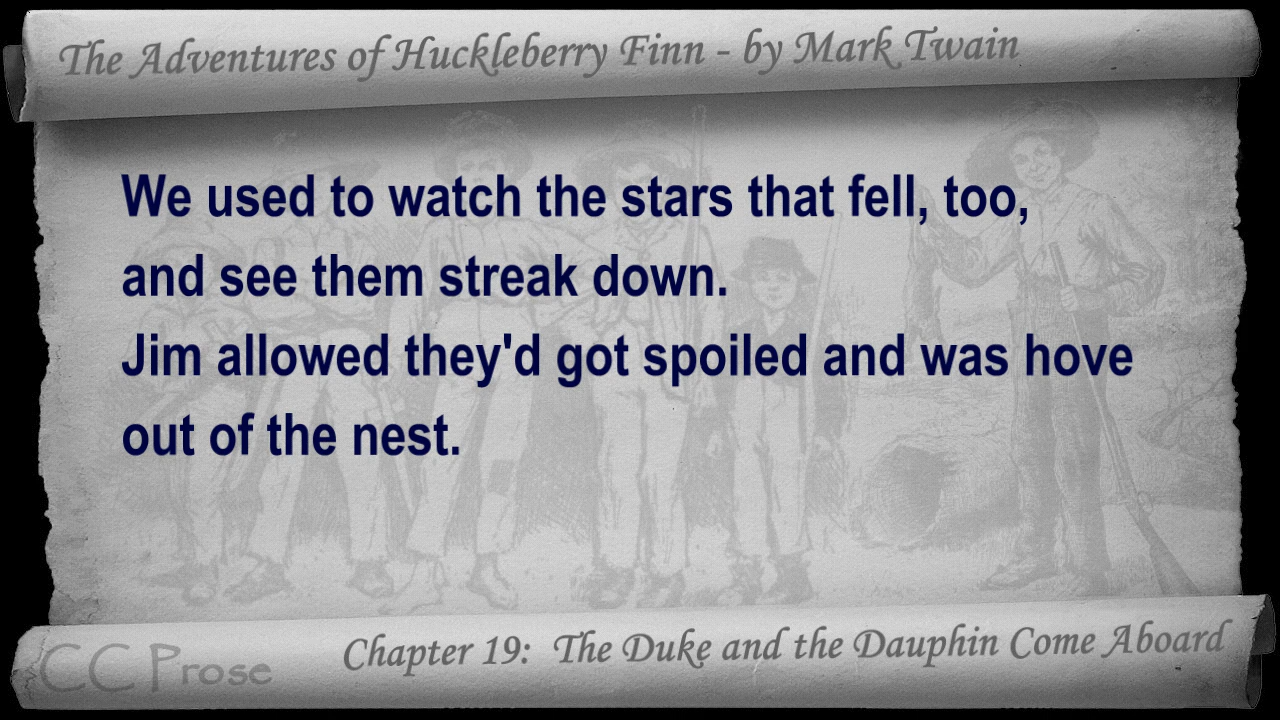 The Adventures of Huckleberry Finn - by Mark Twain
We used to watch the stars that fell, too,
and see them streak down.
Jim allowed they'd got spoiled and was hove
out of the nest.
Chapter 19: The Duke and the Dauphin Come Aboard
CC Prose